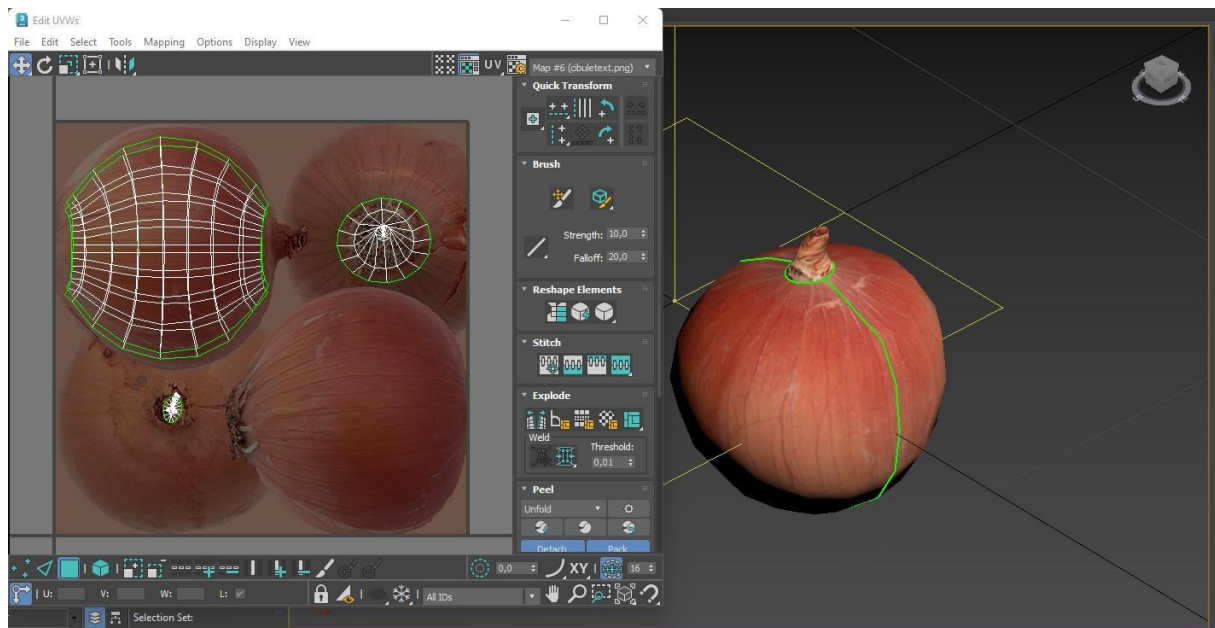 Edit UVWs
File Edit Select Tools Mapping Options Display View
UV Map #6 (cibuletext.png)
Quick Transform
Brush
Strength: 10,0
Falloff: 20,0
Reshape Elements
Stitch
Explode
Weld
Threshold:
0,01
Peel
Unfold
Detach Pack
0,0 XY 16
U: V: W: L: All IDs
Selection Set: